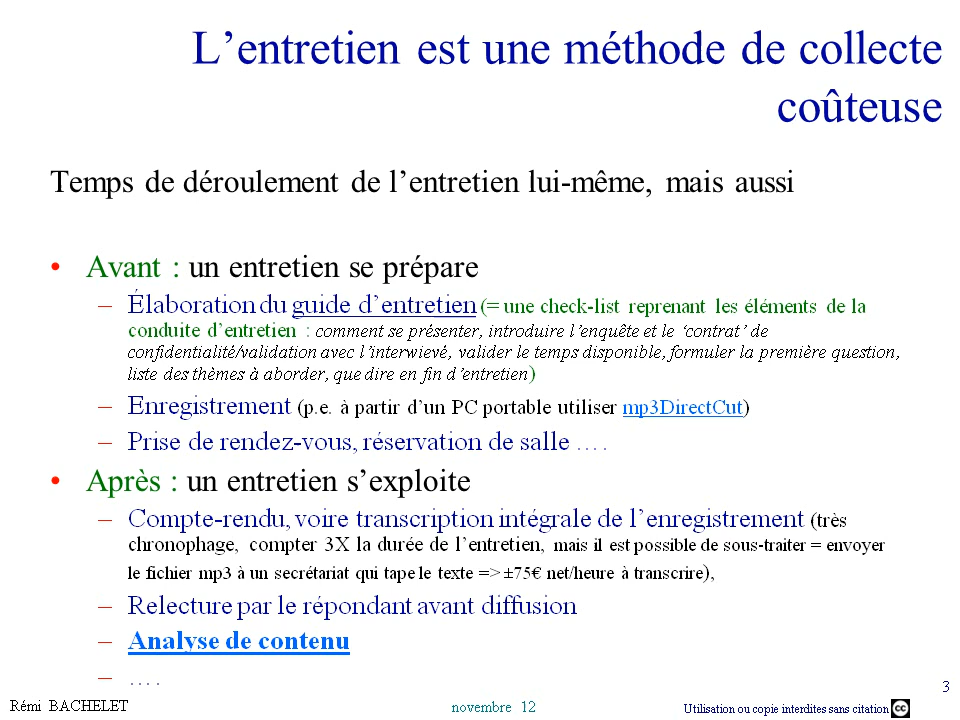 L’entretien est une méthode de collecte
coûteuse
Temps de déroulement de l’entretien lui-même, mais aussi
• Avant : un entretien se prépare
– Élaboration du guide d’entretien (= une check-list reprenant les éléments de la
conduite d’entretien : comment se présenter, introduire l’enquête et le ‘contrat’ de
confidentialité/validation avec l’interwievé, valider le temps disponible, formuler la première question,
liste des thèmes à aborder, que dire en fin d’entretien)
– Enregistrement (p.e. à partir d’un PC portable utiliser mp3DirectCut)
– Prise de rendez-vous, réservation de salle ….
• Après : un entretien s’exploite
– Compte-rendu, voire transcription intégrale de l’enregistrement (très
chronophage, compter 3X la durée de l’entretien, mais il est possible de sous-traiter = envoyer
le fichier mp3 à un secrétariat qui tape le texte => ±75€ net/heure à transcrire),
– Relecture par le répondant avant diffusion
– Analyse de contenu
– ….
3
Rémi BACHELET novembre 12 Utilisation ou copie interdites sans citation cc